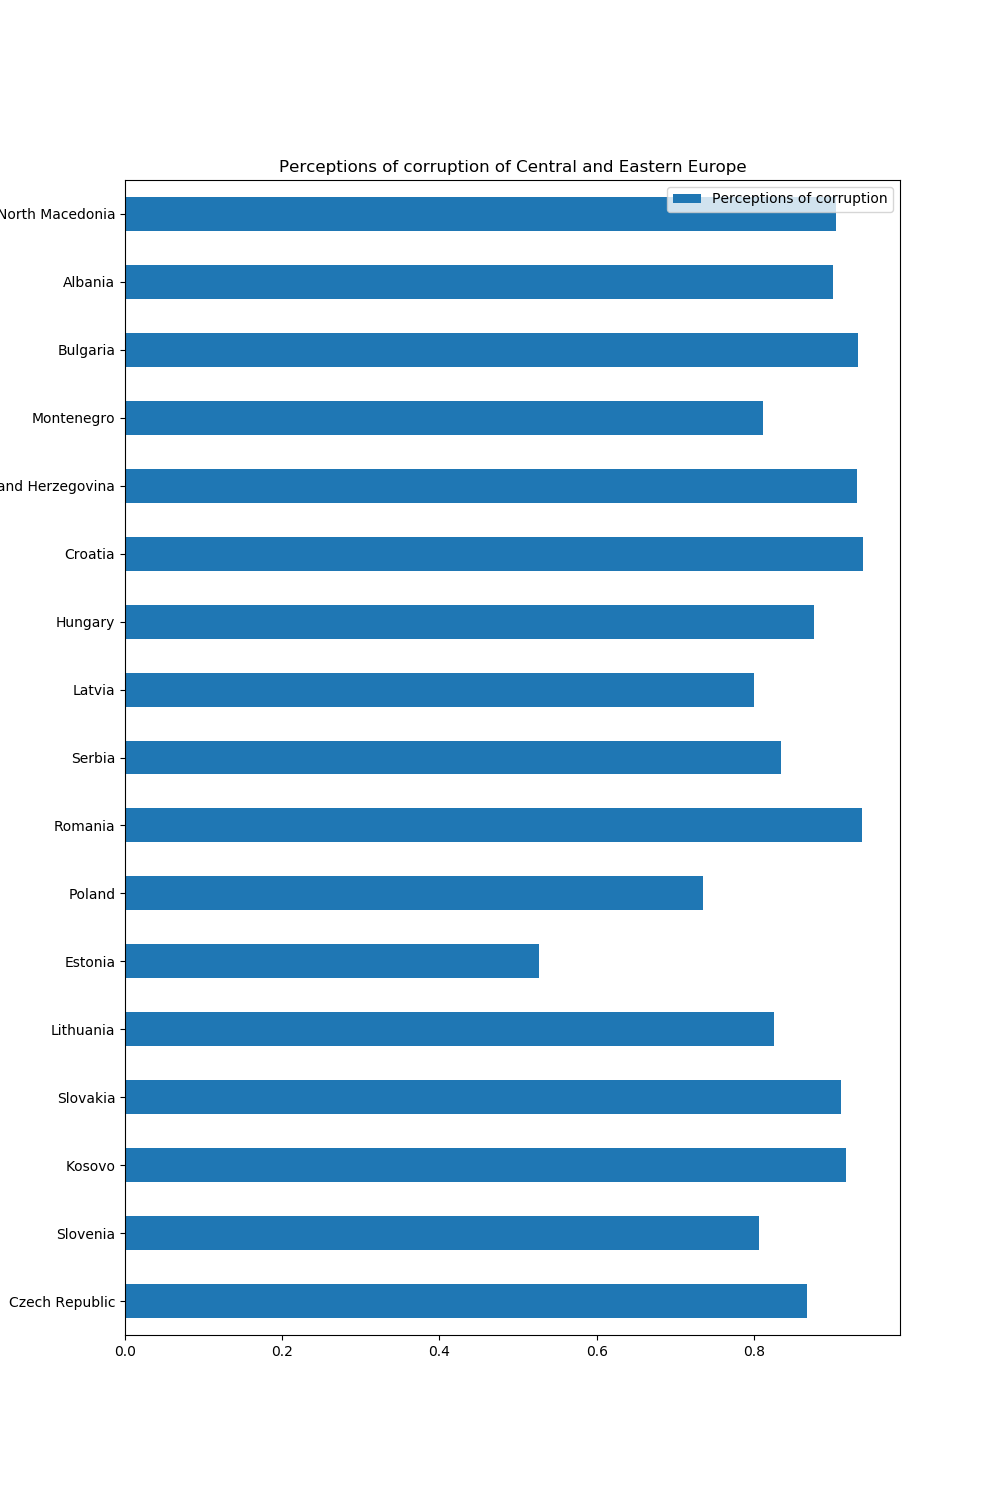 Perceptions of corruption of Central and Eastern Europe
Perceptions of corruption
North Macedonia
Albania
Bulgaria
Montenegro
and Herzegovina
Croatia
Hungary
Latvia
Serbia
Romania
Poland
Estonia
Lithuania
Slovakia
Kosovo
Slovenia
Czech Republic
0.0 0.2 0.4 0.6 0.8